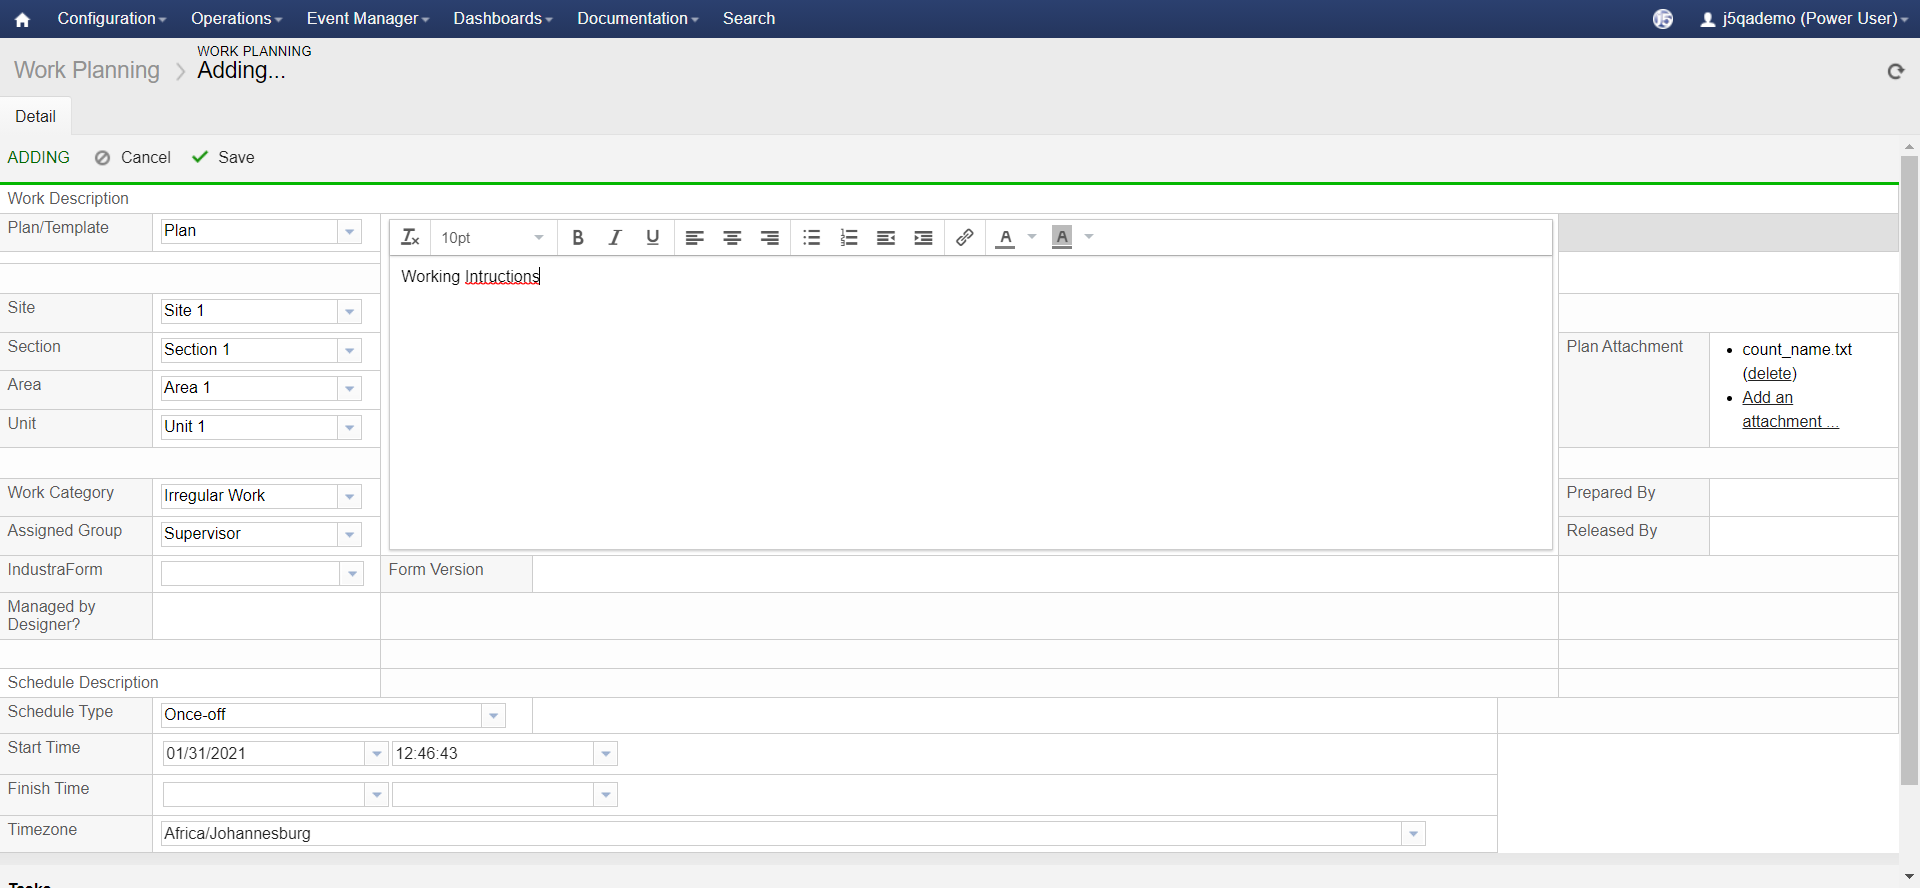 Configuration Operations Event Manager Dashboards Documentation Search j5 j5qademo (Power User)
Work Planning
WORK PLANNING
Adding...
Detail
ADDING Cancel Save
Work Description
Plan/Template Plan
10pt B I U A A
Working Intructions
Site Site 1
Section Section 1
Area Area 1
Unit Unit 1
Plan Attachment
count_name.txt
(delete)
Add an
attachment ...
Work Category Irregular Work
Prepared By
Assigned Group Supervisor
Released By
IndustraForm
Form Version
Managed by
Designer?
Schedule Description
Schedule Type Once-off
Start Time 01/31/2021 12:46:43
Finish Time
Timezone Africa/Johannesburg
Tasks